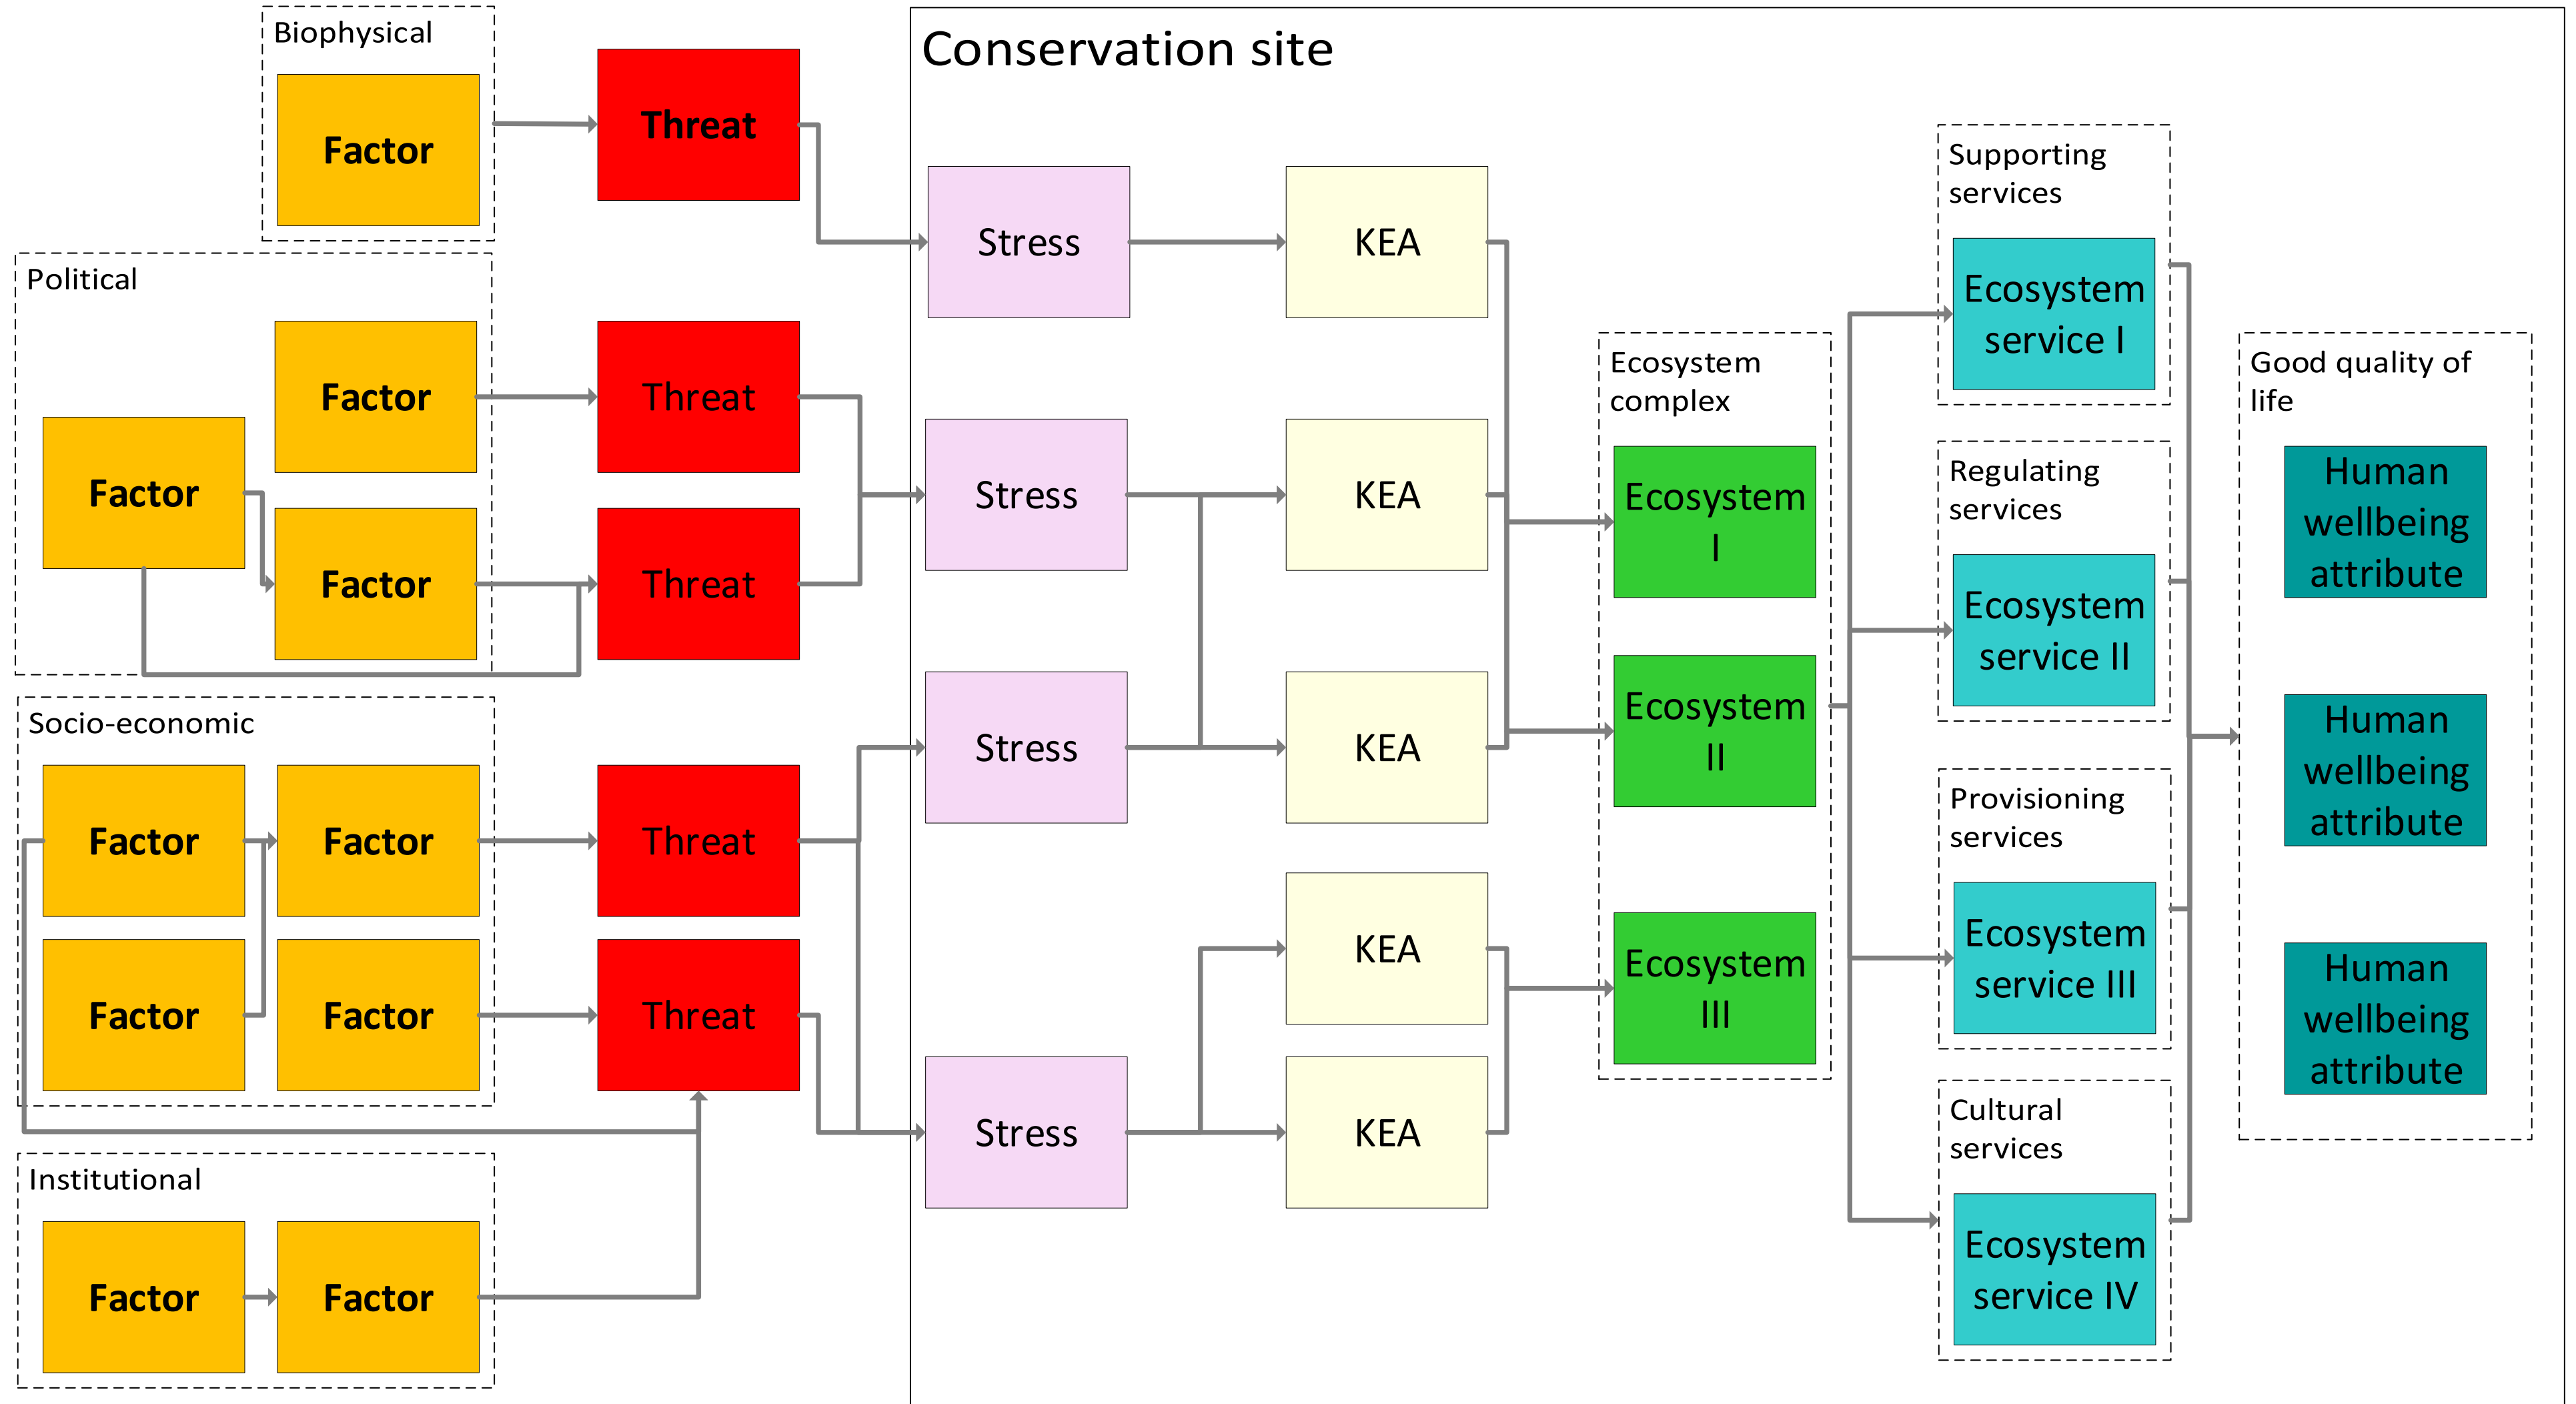 Biophysical
Factor
Threat
Conservation site
Political
Factor
Factor
Factor
Threat
Threat
Socio-economic
Factor
Factor
Factor
Factor
Threat
Threat
Institutional
Factor
Factor
Stress
KEA
Stress
KEA
Stress
KEA
KEA
Stress
KEA
Ecosystem
complex
Ecosystem
I
Ecosystem
II
Ecosystem
III
Supporting
services
Ecosystem
service I
Regulating
services
Ecosystem
service II
Provisioning
services
Ecosystem
service III
Cultural
services
Ecosystem
service IV
Good quality of
life
Human
wellbeing
attribute
Human
wellbeing
attribute
Human
wellbeing
attribute